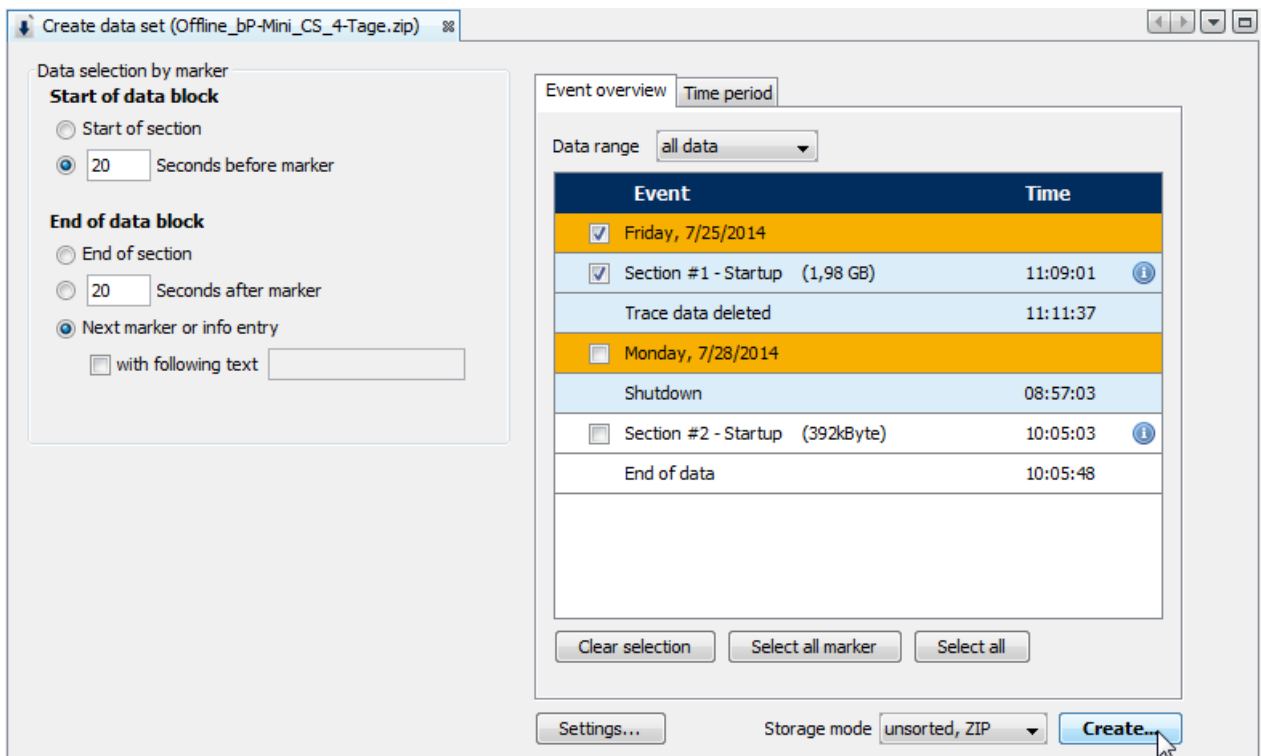 Create data set (Offline_bP-Mini_CS_4-Tage.zip)
Data selection by marker
Start of data block
Start of section
20 Seconds before marker
End of data block
End of section
20 Seconds after marker
Next marker or info entry
with following text
Event overview Time period
Data range all data
Event Time
Friday, 7/25/2014
Section #1 - Startup (1,98 GB) 11:09:01
Trace data deleted 11:11:37
Monday, 7/28/2014
Shutdown 08:57:03
Section #2 - Startup (392kByte) 10:05:03
End of data 10:05:48
Clear selection Select all marker Select all
Settings... Storage mode unsorted, ZIP Create...